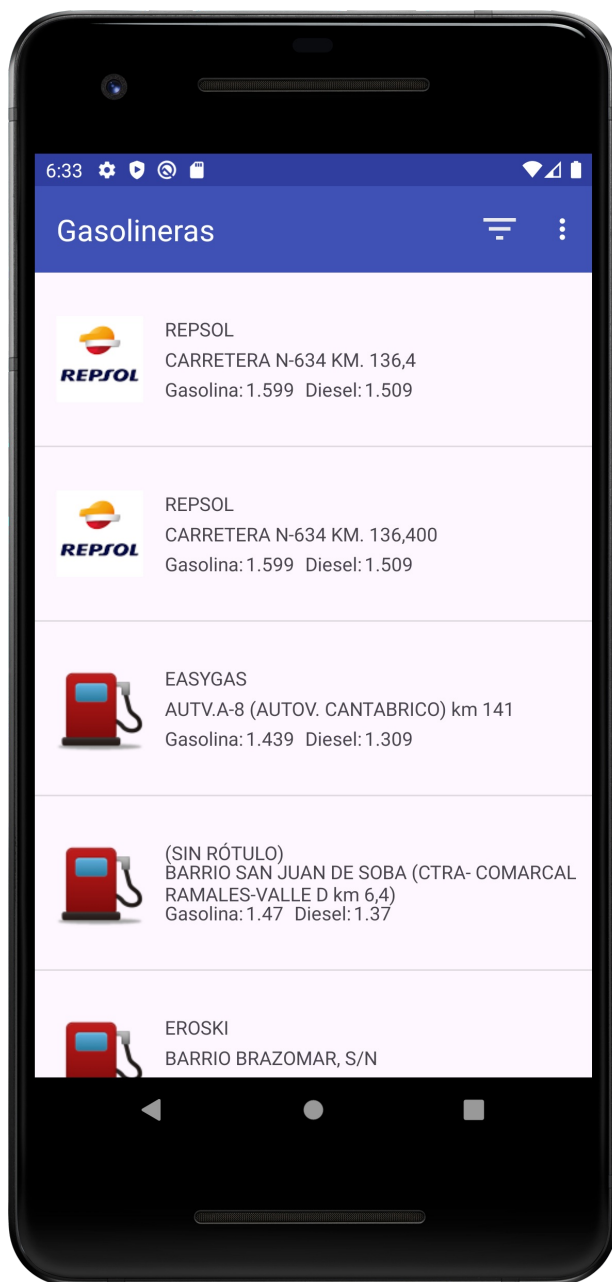 6:33
Gasolineras
REPSOL
REPSOL
CARRETERA N-634 KM. 136,4
Gasolina: 1.599 Diesel: 1.509
REPSOL
REPSOL
CARRETERA N-634 KM. 136,400
Gasolina: 1.599 Diesel: 1.509
EASYGAS
AUTV.A-8 (AUTOV. CANTABRICO) km 141
Gasolina: 1.439 Diesel: 1.309
(SIN RÓTULO)
BARRIO SAN JUAN DE SOBA (CTRA- COMARCAL
RAMALES-VALLE D km 6,4)
Gasolina: 1.47 Diesel: 1.37
EROSKI
BARRIO BRAZOMAR, S/N